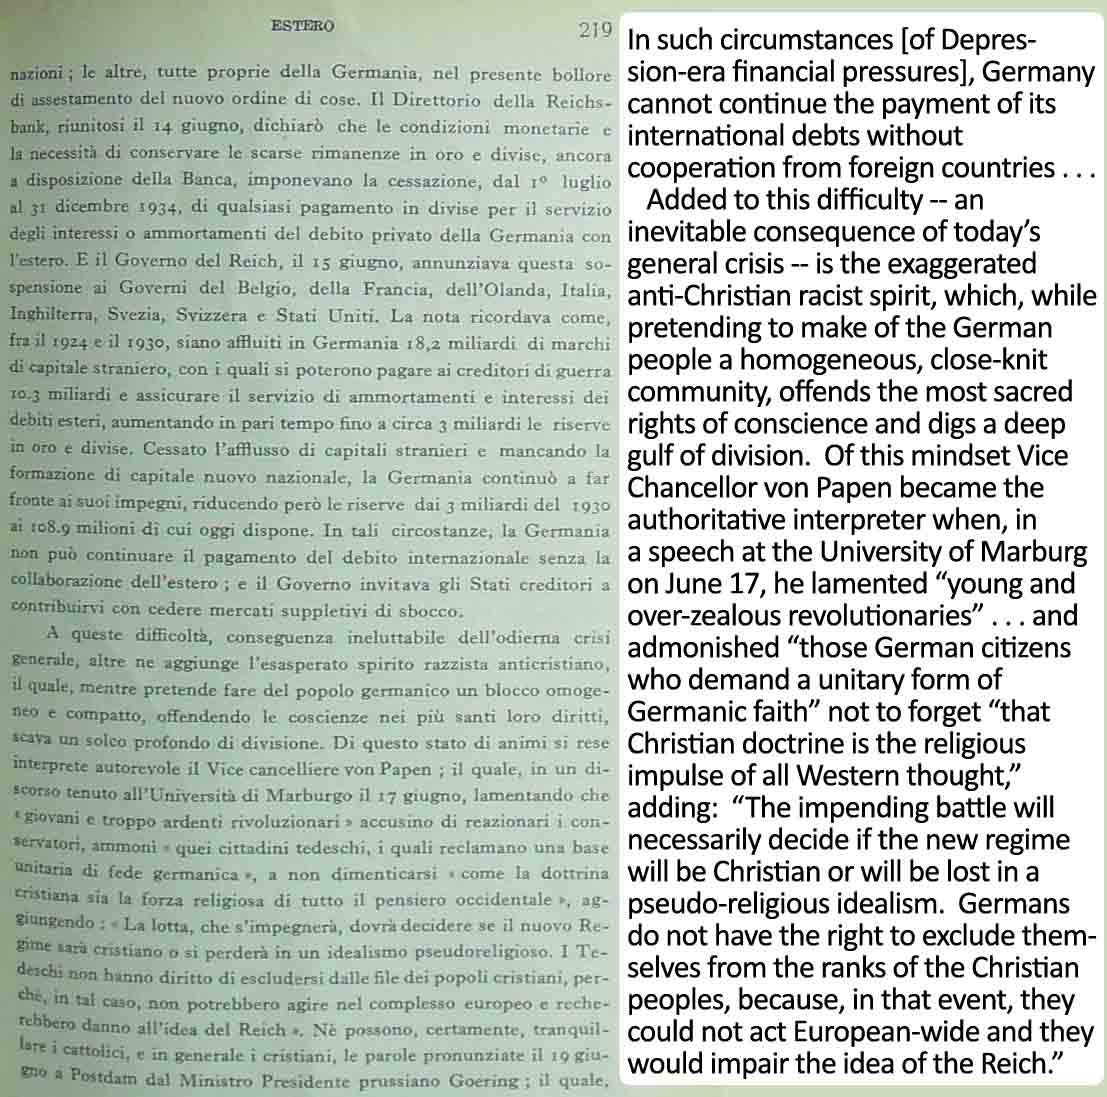 ESTERO 219
nazioni ; le altre, tutte proprie della Germania, nel presente bollore
di assestamento del nuovo ordine di cose. Il Direttorio della Reichs-
bank, riunitosi il 14 giugno, dichiarò che le condizioni monetarie e
la necessità di conservare le scarse rimanenze in oro e divise, ancora
a disposizione della Banca, imponevano la cessazione, dal 1° luglio
al 31 dicembre 1934, di qualsiasi pagamento in divise per il servizio
degli interessi o ammortamenti del debito privato della Germania con
l'estero. E il Governo del Reich, il 15 giugno, annunziava questa so-
spensione ai Governi del Belgio, della Francia, dell'Olanda, Italia,
Inghilterra, Svezia, Svizzera e Stati Uniti. La nota ricordava come,
fra il 1924 e il 1930, siano affluiti in Germania 18,2 miliardi di marchi
di capitale straniero, con i quali si poterono pagare ai creditori di guerra
10.3 miliardi e assicurare il servizio di ammortamenti e interessi dei
debiti esteri, aumentando in pari tempo fino a circa 3 miliardi le riserve
in oro e divise. Cessato l'afflusso di capitali stranieri e mancando la
formazione di capitale nuovo nazionale, la Germania continuò a far
fronte ai suoi impegni, riducendo però le riserve dai 3 miliardi del 1930
ai 108.9 milioni di cui oggi dispone. In tali circostanze, la Germania
non può continuare il pagamento del debito internazionale senza la
collaborazione dell'estero ; e il Governo invitava gli Stati creditori a
contribuirvi con cedere mercati suppletivi di sbocco.
A queste difficoltà, conseguenza ineluttabile dell'odierna crisi
generale, altre ne aggiunge l'esasperato spirito razzista anticristiano,
il quale, mentre pretende fare del popolo germanico un blocco omoge-
neo e compatto, offendendo le coscienze nei più santi loro diritti,
scava un solco profondo di divisione. Di questo stato di animi si rese
interprete autorevole il Vice cancelliere von Papen ; il quale, in un di-
scorso tenuto all'Università di Marburgo il 17 giugno, lamentando che
« giovani e troppo ardenti rivoluzionari » accusino di reazionari i con-
servatori, ammonì « quei cittadini tedeschi, i quali reclamano una base
unitaria di fede germanica », a non dimenticarsi « come la dottrina
cristiana sia la forza religiosa di tutto il pensiero occidentale », ag-
giungendo : « La lotta, che s'impegnerà, dovrà decidere se il nuovo Re-
gime sarà cristiano o si perderà in un idealismo pseudoreligioso. I Te-
deschi non hanno diritto di escludersi dalle file dei popoli cristiani, per-
chè, in tal caso, non potrebbero agire nel complesso europeo e reche-
rebbero danno all'idea del Reich ». Nè possono, certamente, tranquil-
lare i cattolici, e in generale i cristiani, le parole pronunziate il 19 giu-
gno a Postdam dal Ministro Presidente prussiano Goering ; il quale,
In such circumstances [of Depres-
sion-era financial pressures], Germany
cannot continue the payment of its
international debts without
cooperation from foreign countries . . .
Added to this difficulty -- an
inevitable consequence of today's
general crisis -- is the exaggerated
anti-Christian racist spirit, which, while
pretending to make of the German
people a homogeneous, close-knit
community, offends the most sacred
rights of conscience and digs a deep
gulf of division. Of this mindset Vice
Chancellor von Papen became the
authoritative interpreter when, in
a speech at the University of Marburg
on June 17, he lamented “young and
over-zealous revolutionaries” . . . and
admonished “those German citizens
who demand a unitary form of
Germanic faith” not to forget “that
Christian doctrine is the religious
impulse of all Western thought,”
adding: “The impending battle will
necessarily decide if the new regime
will be Christian or will be lost in a
pseudo-religious idealism. Germans
do not have the right to exclude them-
selves from the ranks of the Christian
peoples, because, in that event, they
could not act European-wide and they
would impair the idea of the Reich.”